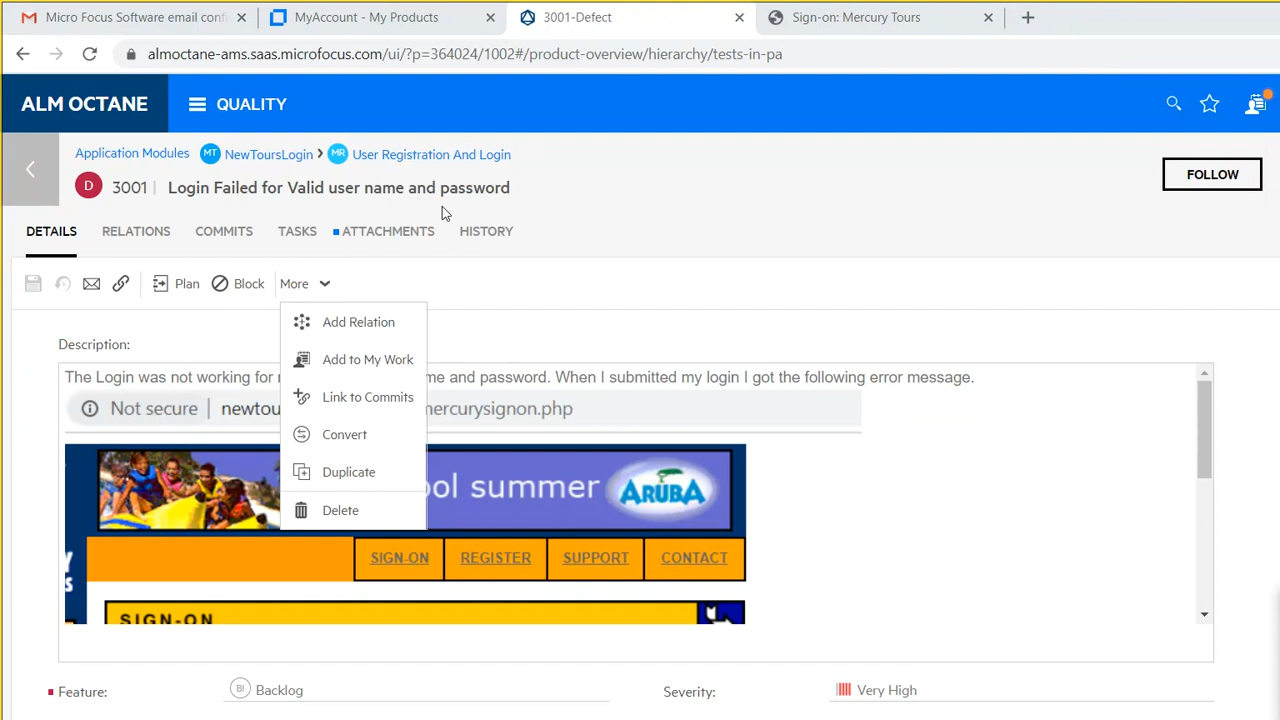 Micro Focus Software email conf
MyAccount - My Products
3001-Defect
Sign-on: Mercury Tours
almoctane-ams.saas.microfocus.com/ui/?p=364024/1002#/product-overview/hierarchy/tests-in-pa
ALM OCTANE
QUALITY
Application Modules MT NewToursLogin > MR User Registration And Login
D 3001 | Login Failed for Valid user name and password
FOLLOW
DETAILS RELATIONS COMMITS TASKS ATTACHMENTS HISTORY
Plan Block More
Add Relation
Add to My Work
Link to Commits
Convert
Duplicate
Delete
Description:
The Login was not working for me and password. When I submitted my login I got the following error message.
Not secure | newtou mercurysignon.php
ool summer ARUBA
SIGN-ON REGISTER SUPPORT CONTACT
SIGN-ON
Feature: BI Backlog
Severity: Very High